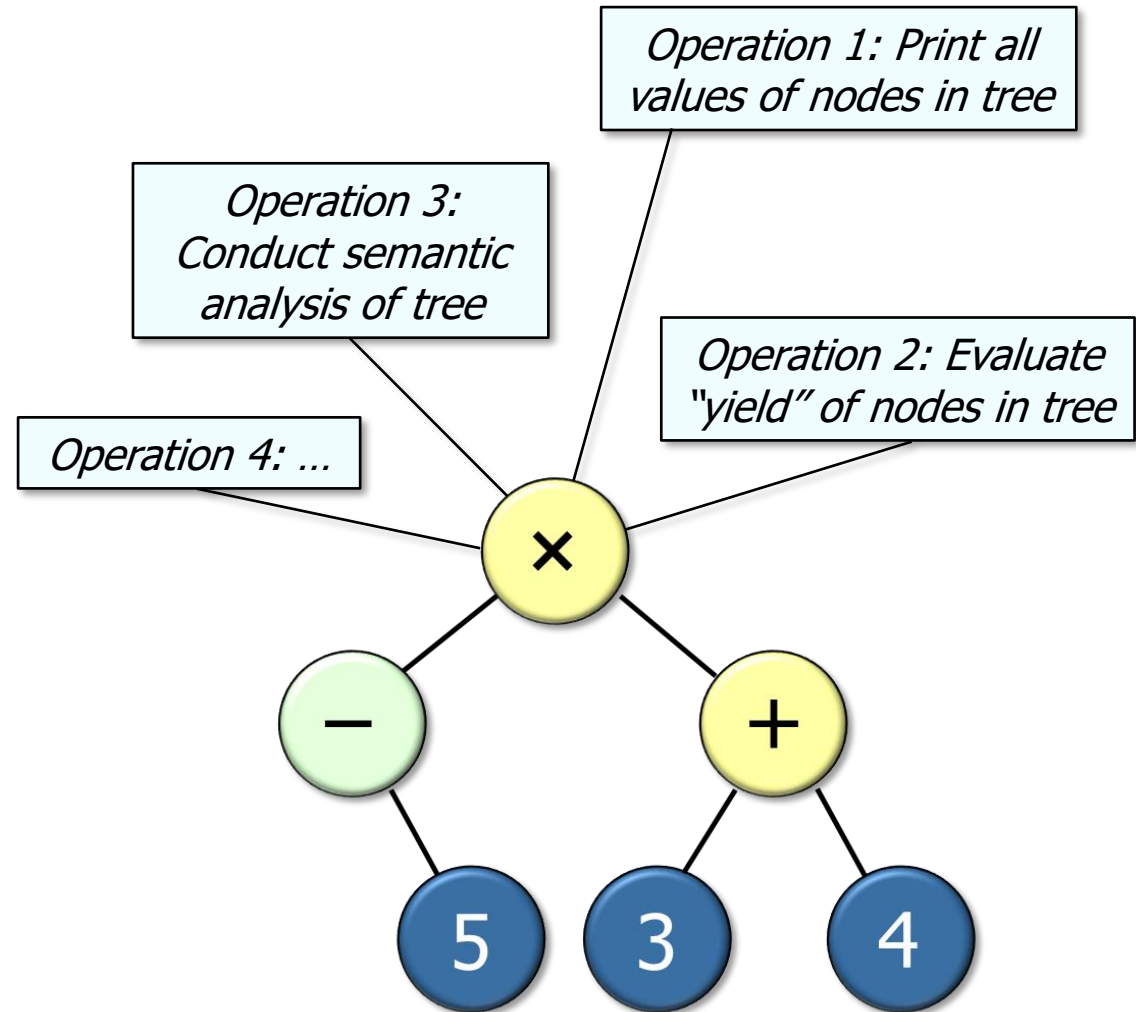 Operation 1: Print all
values of nodes in tree
Operation 3:
Conduct semantic
analysis of tree
Operation 2: Evaluate
“yield” of nodes in tree
Operation 4: …
×
−
+
5
3
4